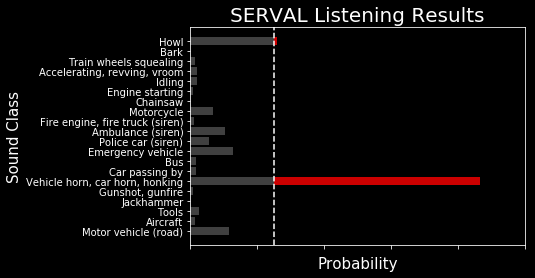 SERVAL Listening Results
Sound Class
Howl
Bark
Train wheels squealing
Accelerating, revving, vroom
Idling
Engine starting
Chainsaw
Motorcycle
Fire engine, fire truck (siren)
Ambulance (siren)
Police car (siren)
Emergency vehicle
Bus
Car passing by
Vehicle horn, car horn, honking
Gunshot, gunfire
Jackhammer
Tools
Aircraft
Motor vehicle (road)
Probability